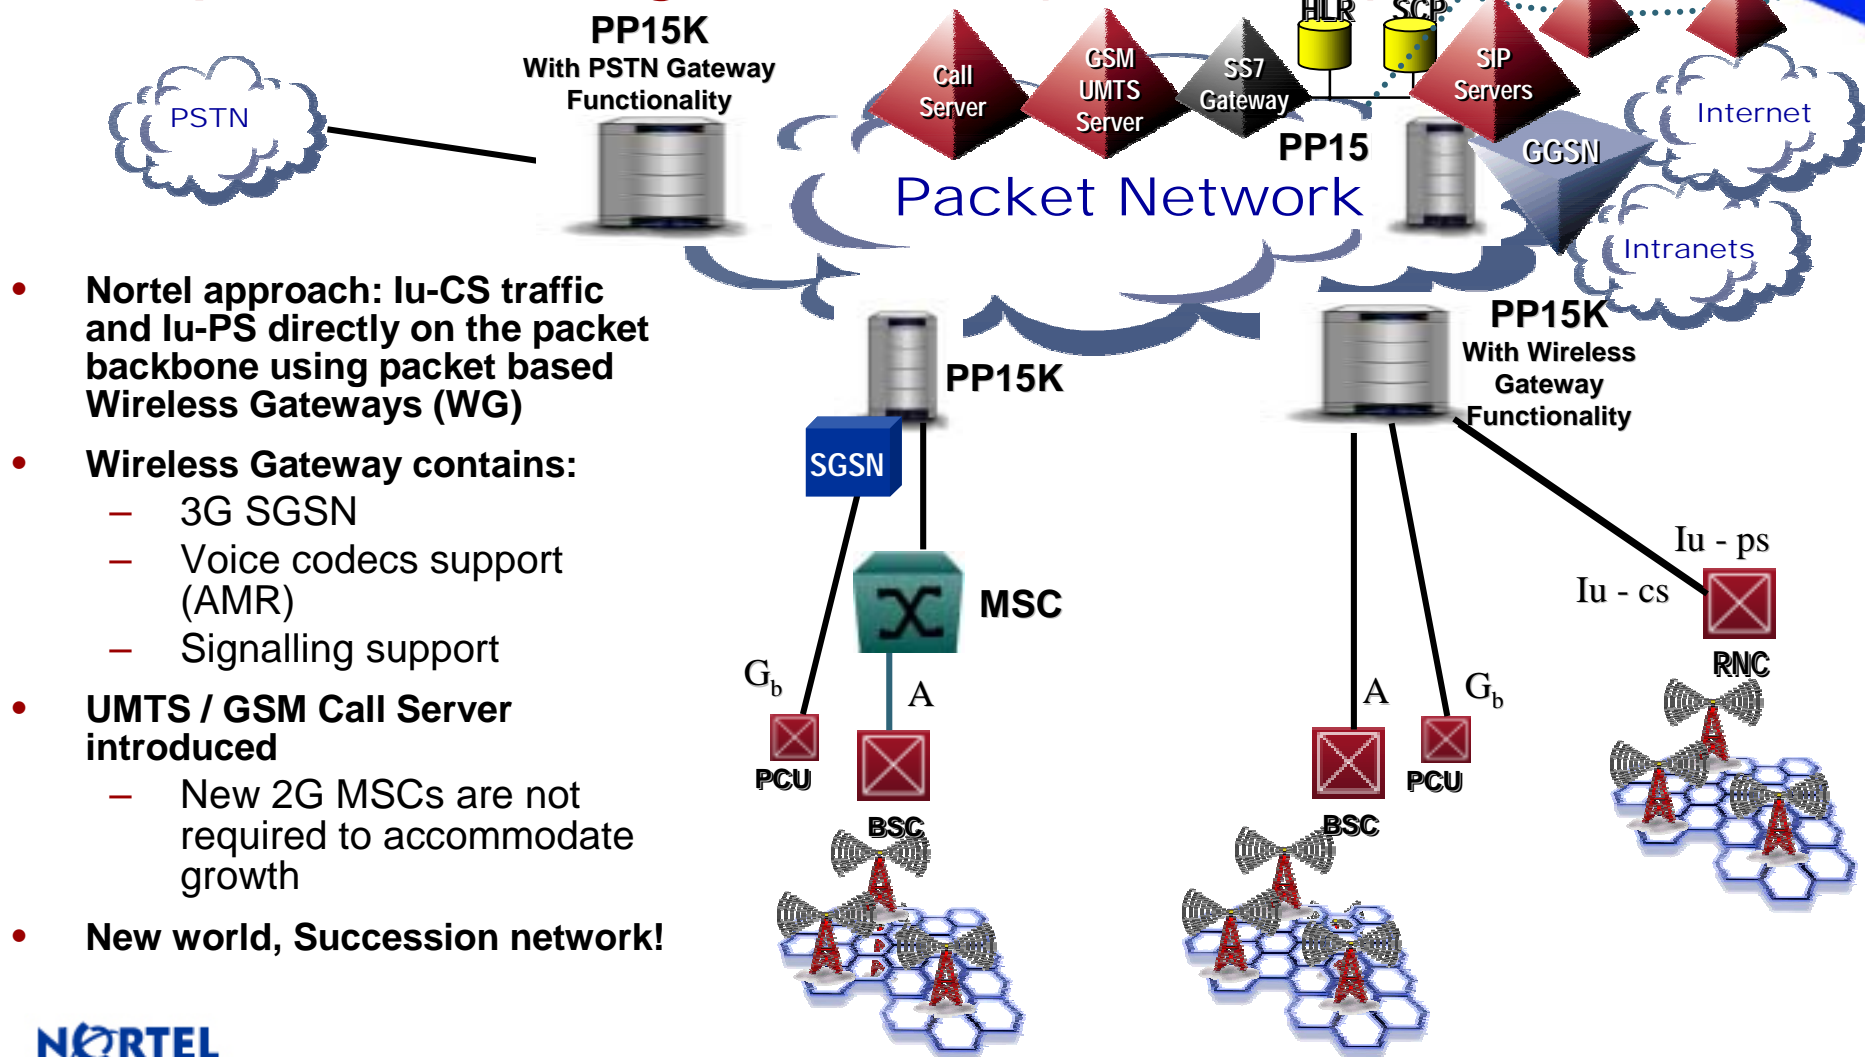 PP15K
With PSTN Gateway
Functionality
PSTN
HLR
SCP
Call
Server
GSM
UMTS
Server
SS7
Gateway
SIP
Servers
Internet
PP15
GGSN
Packet Network
Intranets
• Nortel approach: Iu-CS traffic
and Iu-PS directly on the packet
backbone using packet based
Wireless Gateways (WG)
• Wireless Gateway contains:
– 3G SGSN
– Voice codecs support
(AMR)
– Signalling support
• UMTS / GSM Call Server
introduced
– New 2G MSCs are not
required to accommodate
growth
• New world, Succession network!
PP15K
SGSN
MSC
Gb
A
PCU
BSC
PP15K
With Wireless
Gateway
Functionality
Iu - ps
Iu - cs
RNC
A
Gb
BSC
PCU
NORTEL